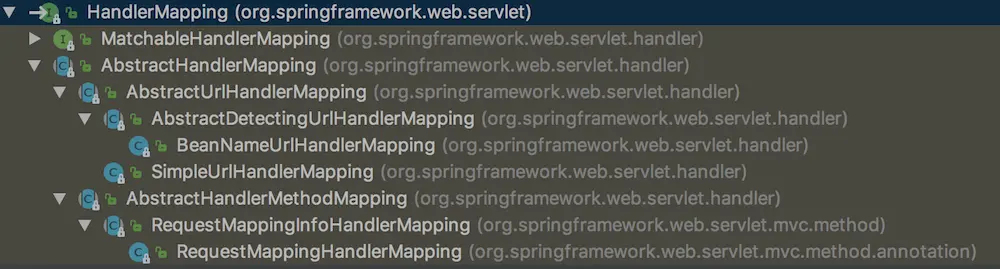 HandlerMapping (org.springframework.web.servlet)
MatchableHandlerMapping (org.springframework.web.servlet.handler)
AbstractHandlerMapping (org.springframework.web.servlet.handler)
AbstractUrlHandlerMapping (org.springframework.web.servlet.handler)
AbstractDetectingUrlHandlerMapping (org.springframework.web.servlet.handler)
BeanNameUrlHandlerMapping (org.springframework.web.servlet.handler)
SimpleUrlHandlerMapping (org.springframework.web.servlet.handler)
AbstractHandlerMethodMapping (org.springframework.web.servlet.handler)
RequestMappingInfoHandlerMapping (org.springframework.web.servlet.mvc.method)
RequestMappingHandlerMapping (org.springframework.web.servlet.mvc.method.annotation)